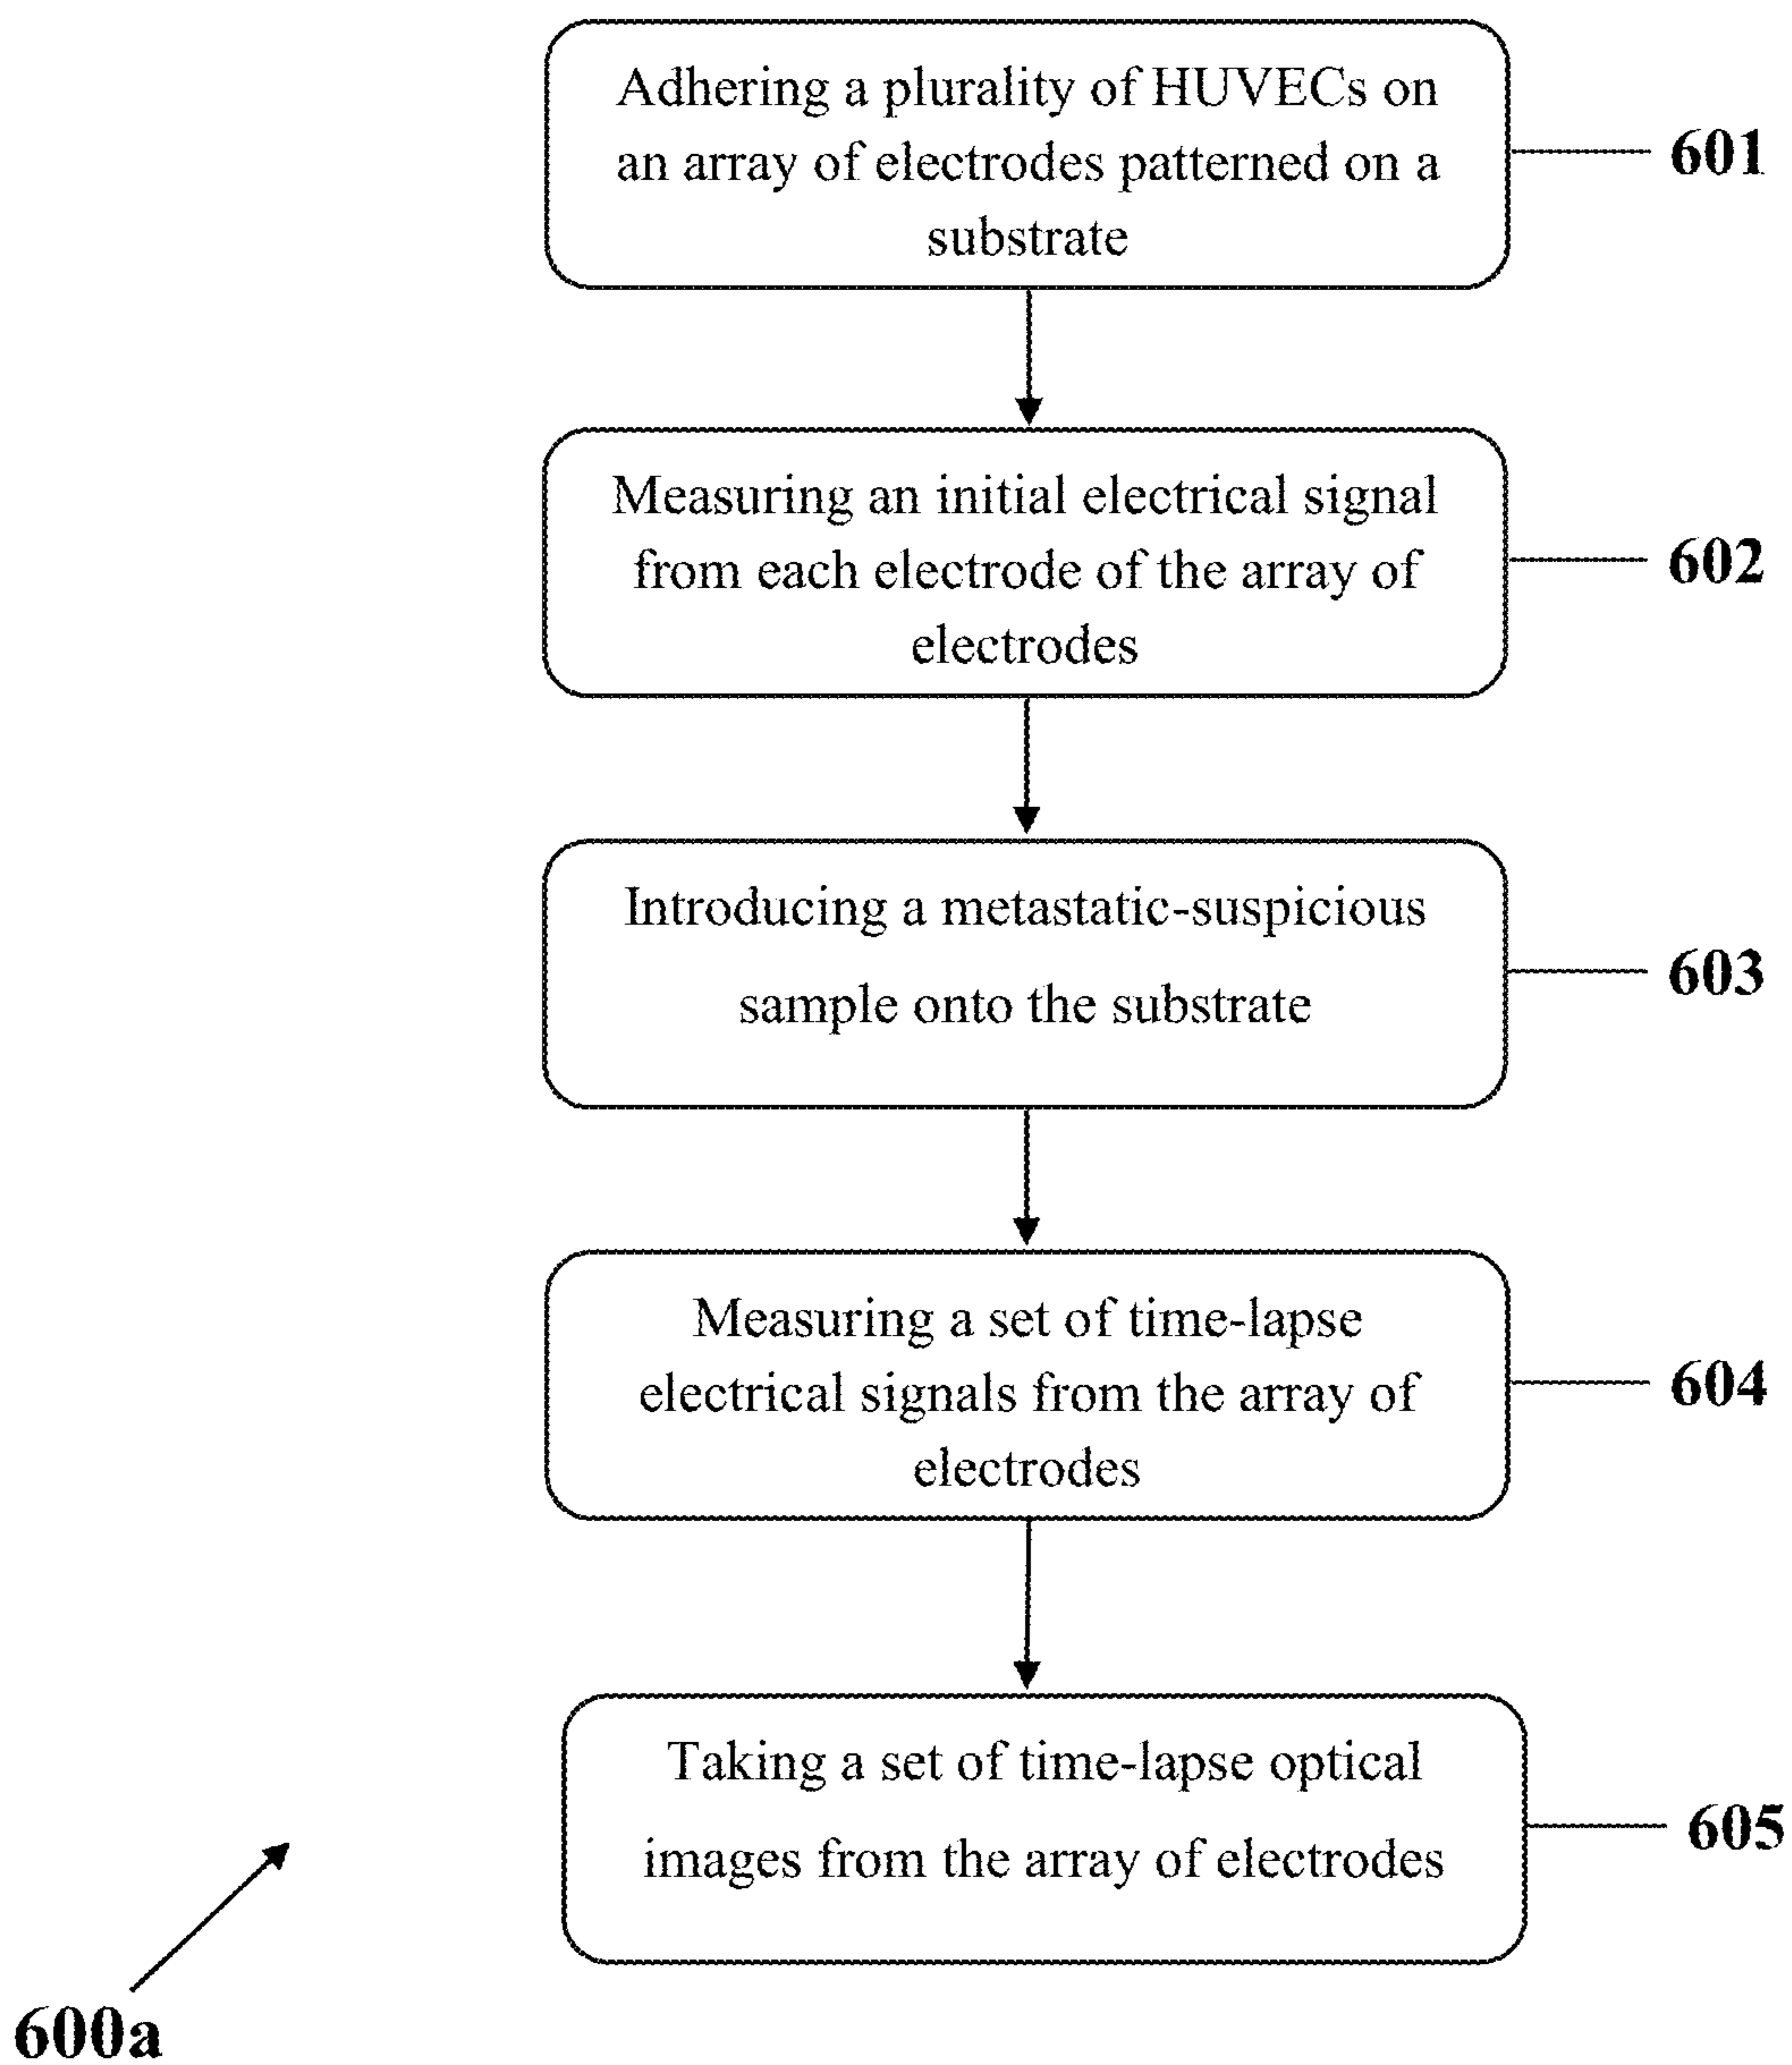 Adhering a plurality of HUVECs on
an array of electrodes patterned on a
substrate
601
Measuring an initial electrical signal
from each electrode of the array of
electrodes
602
Introducing a metastatic-suspicious
sample onto the substrate
603
Measuring a set of time-lapse
electrical signals from the array of
electrodes
604
Taking a set of time-lapse optical
images from the array of electrodes
605
600a